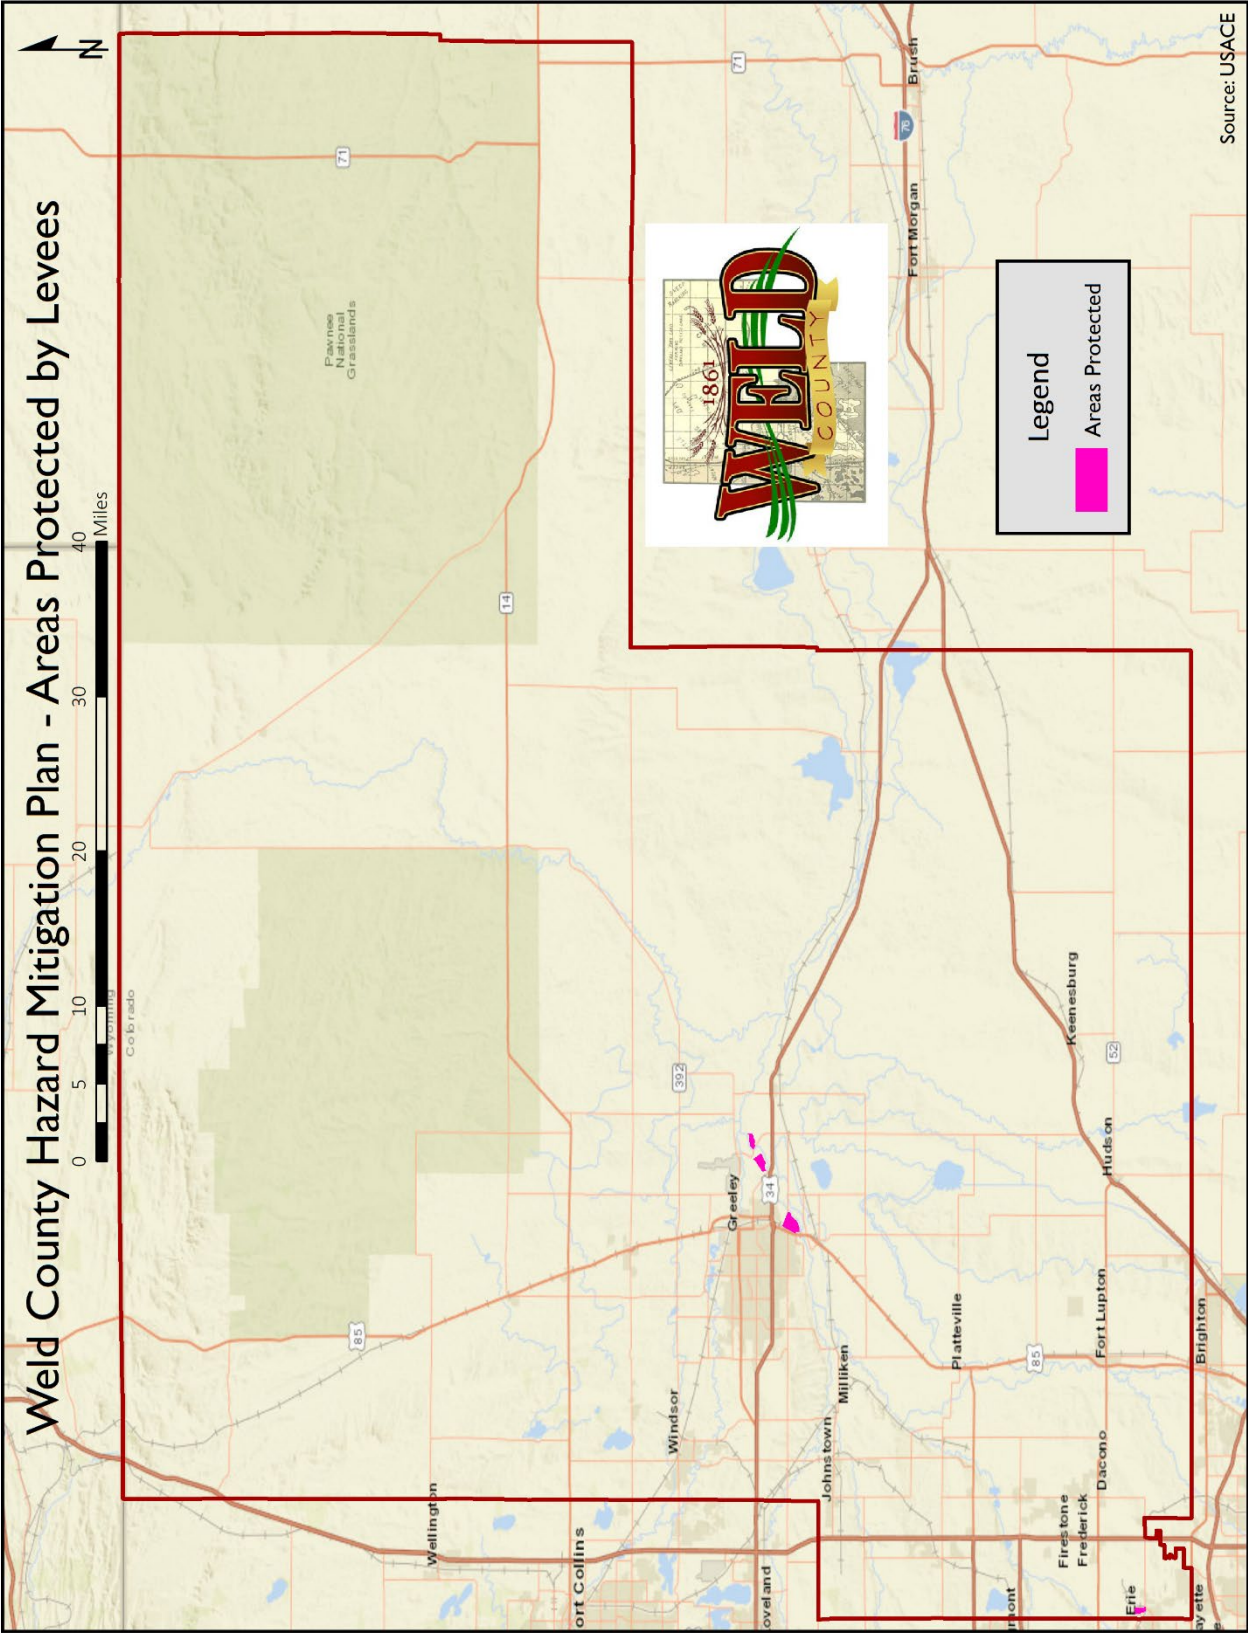 Weld County Hazard Mitigation Plan - Areas Protected by Levees
N
0 5 10 20 30 40
Miles
Wyoming
Colorado
Pawnee
National
Grasslands
71
85
14
Wellington
ort Collins
392
71
1861
WELD
COUNTY
Windsor
Greeley
34
oveland
Johnstown
Milliken
76
Brush
Fort Morgan
Platteville
85
mont
Firestone
Frederick
Dacono
Fort Lupton
Hudson
Keenesburg
52
Erie
ayette
e
Brighton
Legend
Areas Protected
Source: USACE